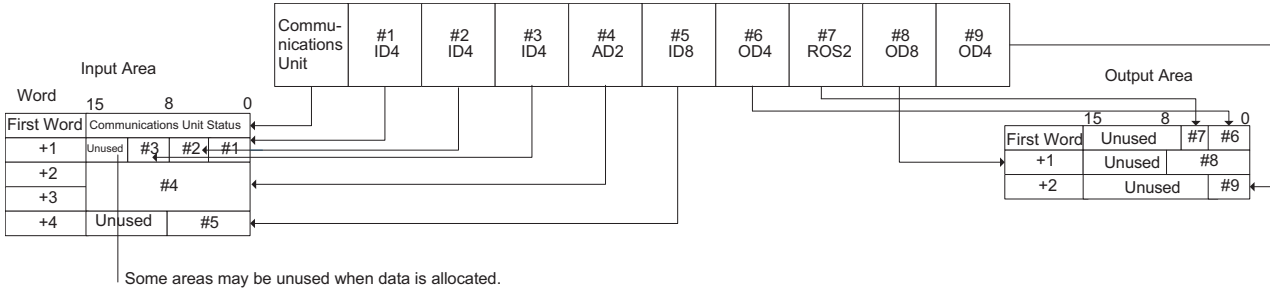 Commu-
nications
Unit
#1
ID4
#2
ID4
#3
ID4
#4
AD2
#5
ID8
#6
OD4
#7
ROS2
#8
OD8
#9
OD4
Input Area
Word
15 8 0
First Word Communications Unit Status
+1 Unused #3 #2 #1
+2
#4
+3
+4 Unused #5
Some areas may be unused when data is allocated.
Output Area
15 8 0
First Word Unused #7 #6
+1 Unused #8
+2 Unused #9